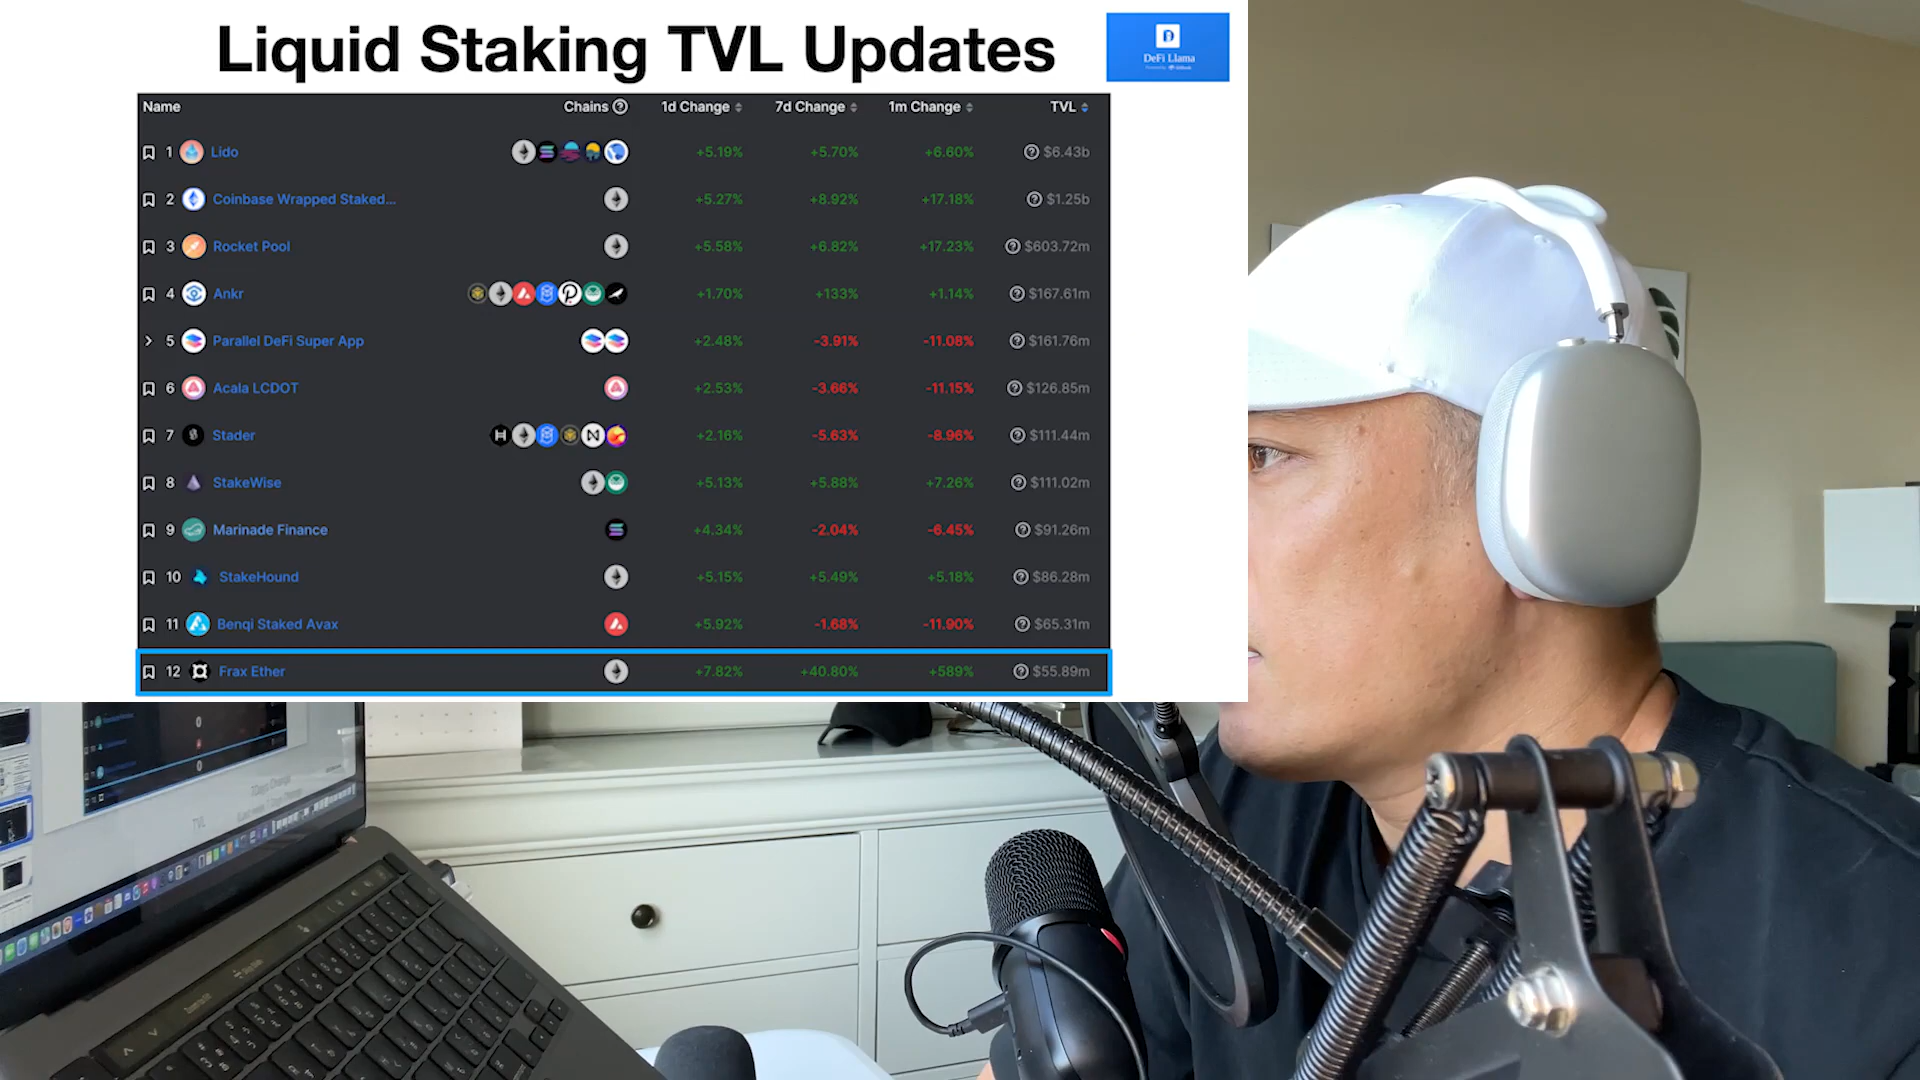 Liquid Staking TVL Updates
DeFi Llama
Name Chains 1d Change 7d Change 1m Change TVL
1 Lido +5.19% +5.70% +6.60% $6.43b
2 Coinbase Wrapped Staked... +5.27% +8.92% +17.18% $1.25b
3 Rocket Pool +5.58% +6.82% +17.23% $603.72m
4 Ankr +1.70% +133% +1.14% $167.61m
5 Parallel DeFi Super App +2.48% -3.91% -11.08% $161.76m
6 Acala LCDOT +2.53% -3.66% -11.15% $126.85m
7 Stader +2.16% -5.63% -8.96% $111.44m
8 StakeWise +5.13% +5.88% +7.26% $111.02m
9 Marinade Finance +4.34% -2.04% -6.45% $91.26m
10 StakeHound +5.15% +5.49% +5.18% $86.28m
11 Benqi Staked Avax +5.92% -1.68% -11.90% $65.31m
12 Frax Ether +7.82% +40.80% +589% $55.89m
TVL